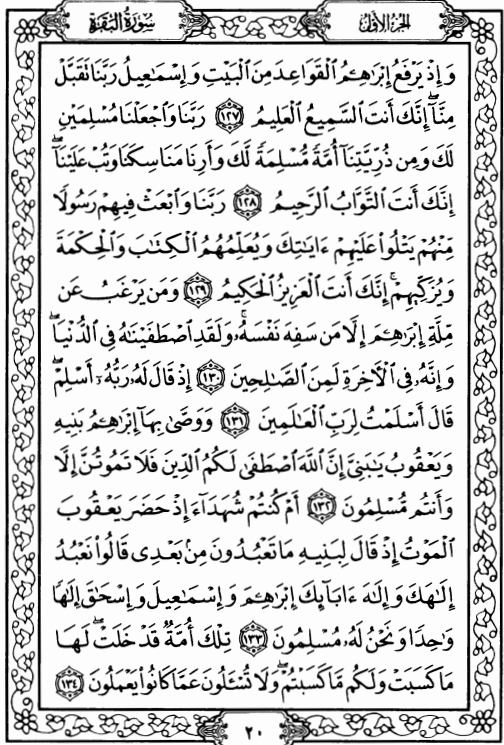 سُورَةُ البَقَرَةِ
الجزء الأول
وَإِذْ يَرْفَعُ إِبْرَٰهِـۧمُ ٱلْقَوَاعِدَ مِنَ ٱلْبَيْتِ وَإِسْمَـٰعِيلُ رَبَّنَا تَقَبَّلْ
مِنَّآ ۖ إِنَّكَ أَنتَ ٱلسَّمِيعُ ٱلْعَلِيمُ ١٢٧ رَبَّنَا وَٱجْعَلْنَا مُسْلِمَيْنِ
لَكَ وَمِن ذُرِّيَّتِنَآ أُمَّةً مُّسْلِمَةً لَّكَ وَأَرِنَا مَنَاسِكَنَا وَتُبْ عَلَيْنَآ ۖ
إِنَّكَ أَنتَ ٱلتَّوَّابُ ٱلرَّحِيمُ ١٢٨ رَبَّنَا وَٱبْعَثْ فِيهِمْ رَسُولًا
مِّنْهُمْ يَتْلُوا۟ عَلَيْهِمْ ءَايَـٰتِكَ وَيُعَلِّمُهُمُ ٱلْكِتَـٰبَ وَٱلْحِكْمَةَ
وَيُزَكِّيهِمْ ۚ إِنَّكَ أَنتَ ٱلْعَزِيزُ ٱلْحَكِيمُ ١٢٩ وَمَن يَرْغَبُ عَن
مِّلَّةِ إِبْرَٰهِـۧمَ إِلَّا مَن سَفِهَ نَفْسَهُۥ ۚ وَلَقَدِ ٱصْطَفَيْنَـٰهُ فِى ٱلدُّنْيَا ۖ
وَإِنَّهُۥ فِى ٱلْـَٔاخِرَةِ لَمِنَ ٱلصَّـٰلِحِينَ ١٣٠ إِذْ قَالَ لَهُۥ رَبُّهُۥٓ أَسْلِمْ ۖ
قَالَ أَسْلَمْتُ لِرَبِّ ٱلْعَـٰلَمِينَ ١٣١ وَوَصَّىٰ بِهَآ إِبْرَٰهِـۧمُ بَنِيهِ
وَيَعْقُوبُ يَـٰبَنِىَّ إِنَّ ٱللَّهَ ٱصْطَفَىٰ لَكُمُ ٱلدِّينَ فَلَا تَمُوتُنَّ إِلَّا
وَأَنتُم مُّسْلِمُونَ ١٣٢ أَمْ كُنتُمْ شُهَدَآءَ إِذْ حَضَرَ يَعْقُوبَ
ٱلْمَوْتُ إِذْ قَالَ لِبَنِيهِ مَا تَعْبُدُونَ مِنۢ بَعْدِى قَالُوا۟ نَعْبُدُ
إِلَـٰهَكَ وَإِلَـٰهَ ءَابَآئِكَ إِبْرَٰهِـۧمَ وَإِسْمَـٰعِيلَ وَإِسْحَـٰقَ إِلَـٰهًا
وَٰحِدًا وَنَحْنُ لَهُۥ مُسْلِمُونَ ١٣٣ تِلْكَ أُمَّةٌ قَدْ خَلَتْ ۖ لَهَا
مَا كَسَبَتْ وَلَكُم مَّا كَسَبْتُمْ ۖ وَلَا تُسْـَٔلُونَ عَمَّا كَانُوا۟ يَعْمَلُونَ ١٣٤
٢٠